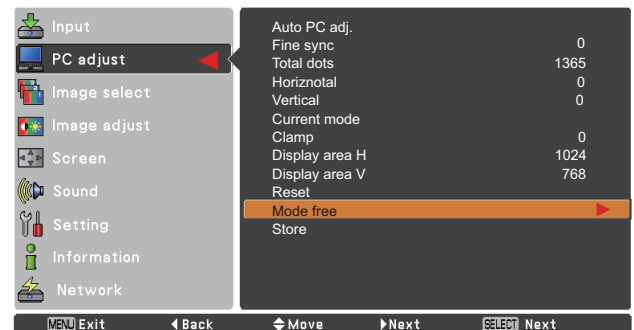 Input
PC adjust
Image select
Image adjust
Screen
Sound
Setting
Information
Network
Auto PC adj.
Fine sync 0
Total dots 1365
Horiznotal 0
Vertical 0
Current mode
Clamp 0
Display area H 1024
Display area V 768
Reset
Mode free
Store
MENU Exit Back Move Next SELECT Next